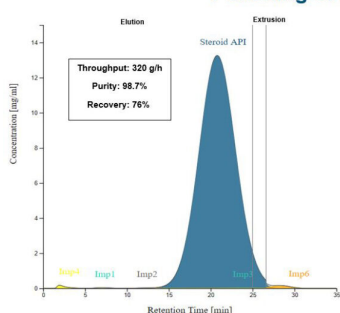 Elution
Extrusion
Steroid API
Throughput: 320 g/h
Purity: 98.7%
Recovery: 76%
Concentration [mg/ml]
14
12
10
8
6
4
2
0
Imp4
Imp1
Imp2
Imp3
Imp6
0
5
10
15
20
25
30
35
Retention Time [min]